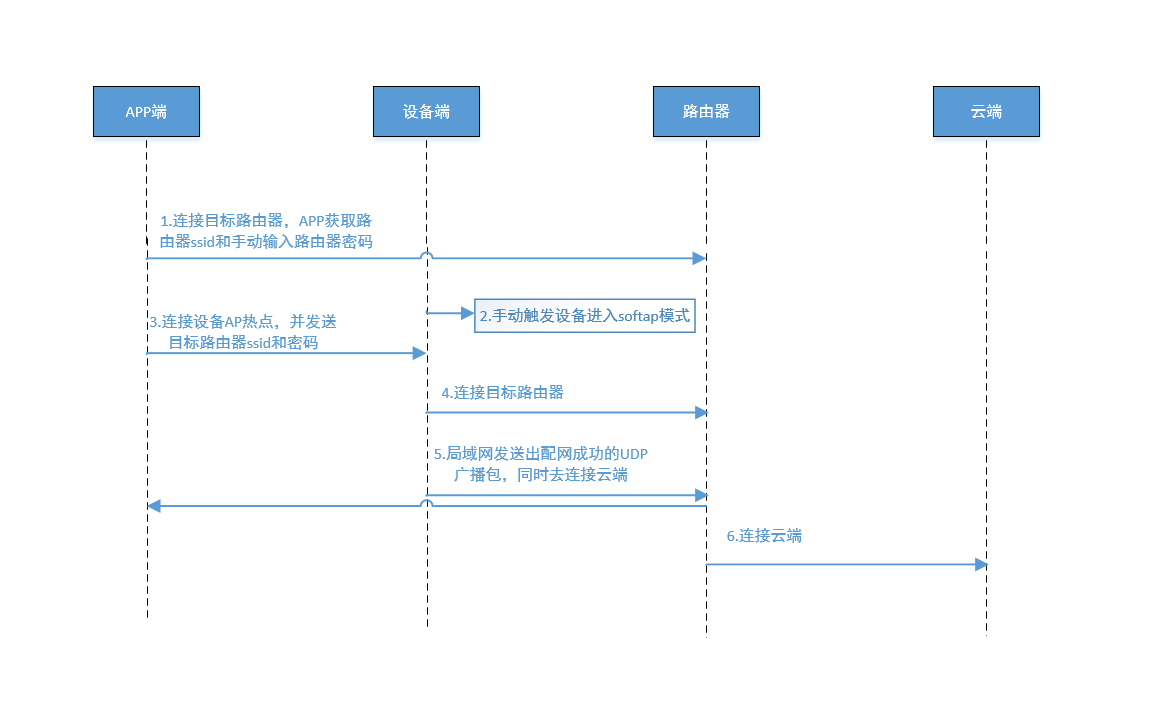 APP端
设备端
路由器
云端
1.连接目标路由器，APP获取路
由器ssid和手动输入路由器密码
2.手动触发设备进入softap模式
3.连接设备AP热点，并发送
目标路由器ssid和密码
4.连接目标路由器
5.局域网发送出配网成功的UDP
广播包，同时去连接云端
6.连接云端